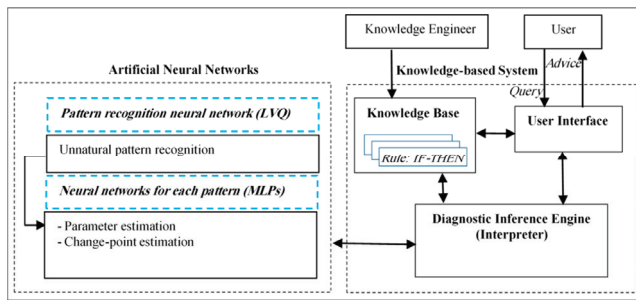 Knowledge Engineer
User
Artificial Neural Networks
Knowledge-based System
Advice
Query
Pattern recognition neural network (LVQ)
Unnatural pattern recognition
Neural networks for each pattern (MLPs)
- Parameter estimation
- Change-point estimation
Knowledge Base
Rule: IF-THEN
User Interface
Diagnostic Inference Engine
(Interpreter)